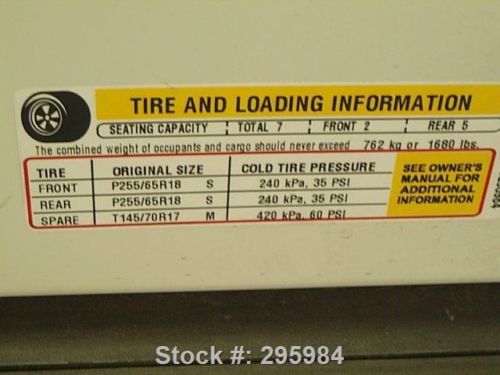 TIRE AND LOADING INFORMATION
SEATING CAPACITY TOTAL 7 FRONT 2 REAR 5
The combined weight of occupants and cargo should never exceed 762 kg or 1680 lbs.
TIRE ORIGINAL SIZE COLD TIRE PRESSURE
FRONT P255/65R18 S 240 kPa, 35 PSI
REAR P255/65R18 S 240 kPa, 35 PSI
SPARE T145/70R17 M 420 kPa, 60 PSI
SEE OWNER'S
MANUAL FOR
ADDITIONAL
INFORMATION
Stock #: 295984